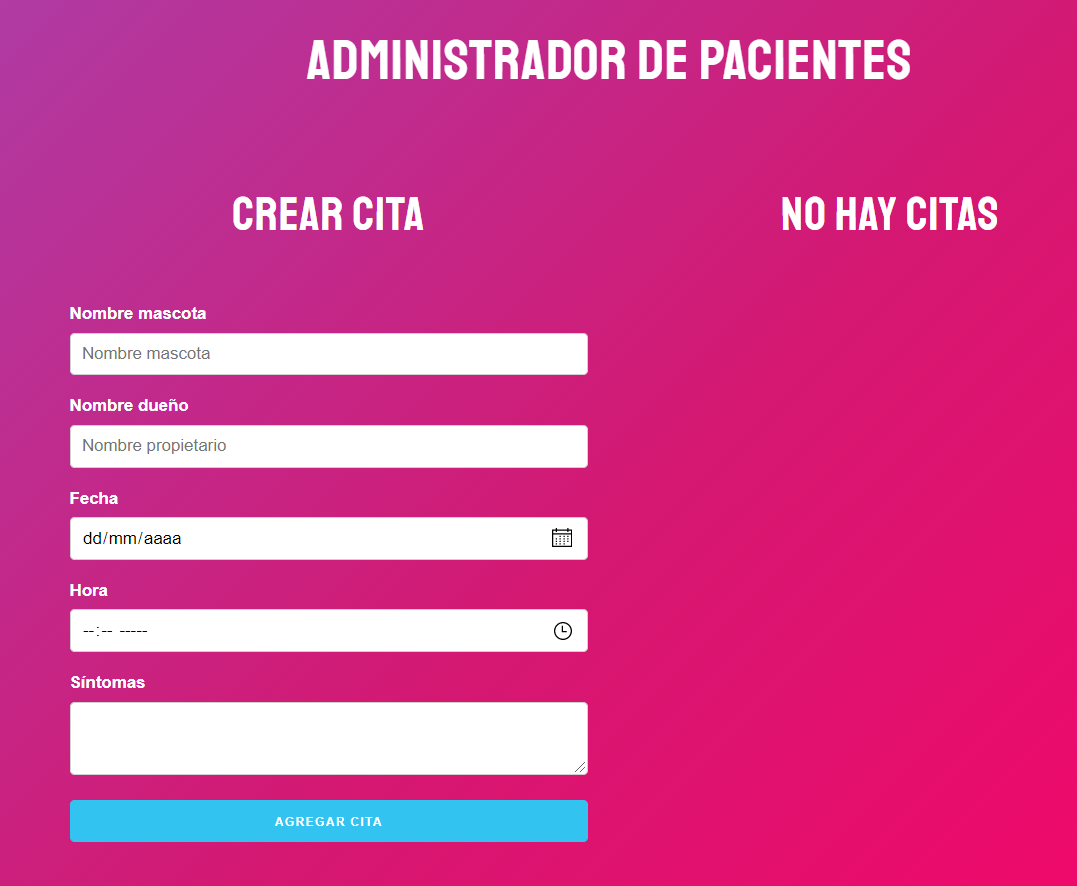 ADMINISTRADOR DE PACIENTES
CREAR CITA
NO HAY CITAS
Nombre mascota
Nombre mascota
Nombre dueño
Nombre propietario
Fecha
dd/mm/aaaa
Hora
--:-- -----
Síntomas
AGREGAR CITA